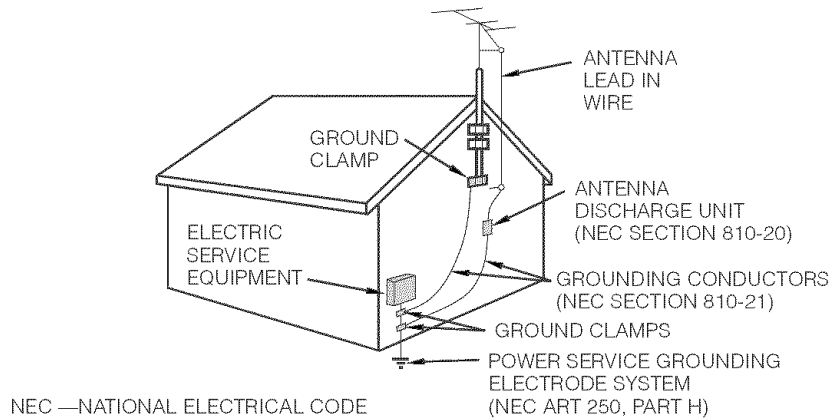 ANTENNA
LEAD IN
WIRE
GROUND
CLAMP
ANTENNA
DISCHARGE UNIT
(NEC SECTION 810-20)
ELECTRIC
SERVICE
EQUIPMENT
GROUNDING CONDUCTORS
(NEC SECTION 810-21)
GROUND CLAMPS
POWER SERVICE GROUNDING
ELECTRODE SYSTEM
(NEC ART 250, PART H)
NEC —NATIONAL ELECTRICAL CODE